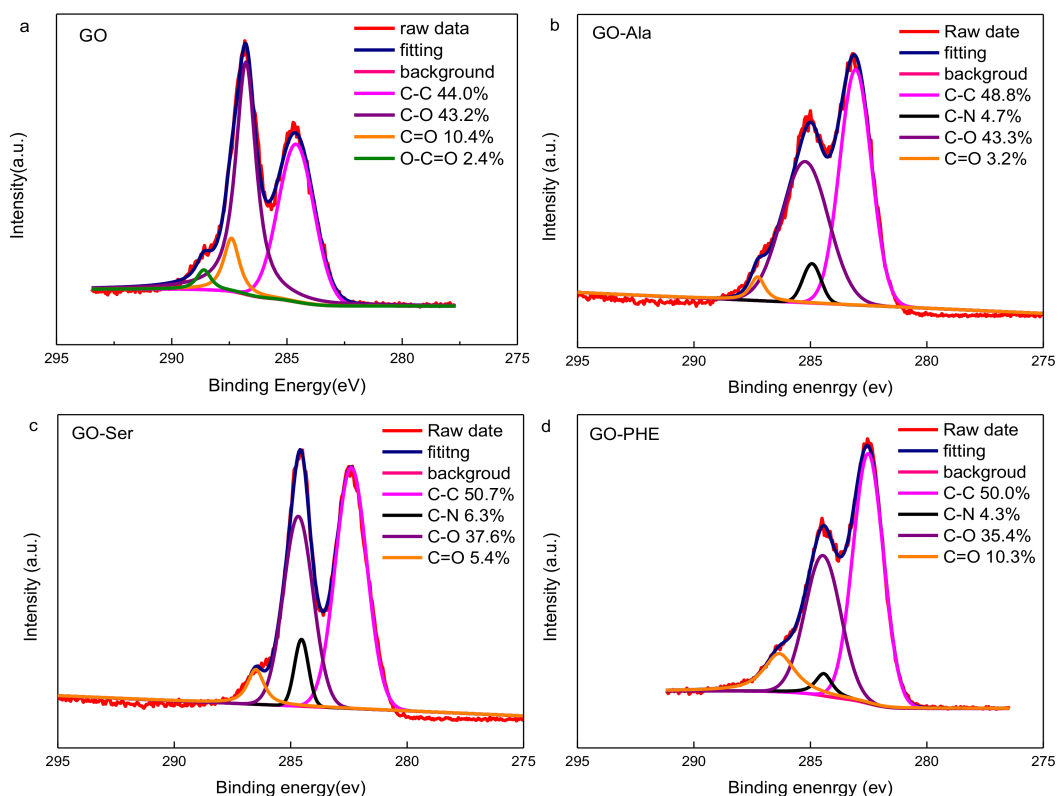 a
GO
raw data
fitting
background
C-C 44.0%
C-O 43.2%
C=O 10.4%
O-C=O 2.4%
Intensity(a.u.)
295 290 285 280 275
Binding Energy(eV)
b
GO-Ala
Raw date
fitting
backgroud
C-C 48.8%
C-N 4.7%
C-O 43.3%
C=O 3.2%
Intensity (a.u.)
295 290 285 280 275
Binding enenrgy (ev)
c
GO-Ser
Raw date
fititng
backgroud
C-C 50.7%
C-N 6.3%
C-O 37.6%
C=O 5.4%
Intensity (a.u.)
295 290 285 280 275
Binding enenrgy(ev)
d
GO-PHE
Raw date
fitting
backgroud
C-C 50.0%
C-N 4.3%
C-O 35.4%
C=O 10.3%
Intensity (a.u.)
295 290 285 280 275
Binding enenrgy (ev)